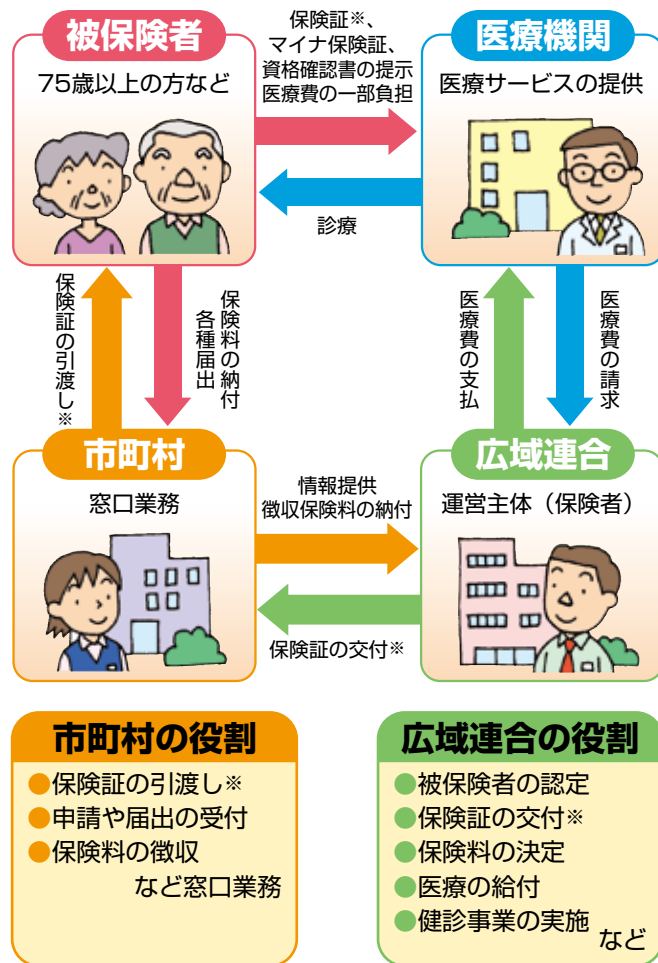 被保険者
75歳以上の方など
保険証※、
マイナ保険証、
資格確認書の提示
医療費の一部負担
医療機関
医療サービスの提供
診療
保険証の引渡し※
保険料の納付
各種届出
医療費の支払
医療費の請求
市町村
窓口業務
情報提供
徴収保険料の納付
広域連合
運営主体（保険者）
保険証の交付※
市町村の役割
●保険証の引渡し※
●申請や届出の受付
●保険料の徴収
など窓口業務
広域連合の役割
●被保険者の認定
●保険証の交付※
●保険料の決定
●医療の給付
●健診事業の実施
など